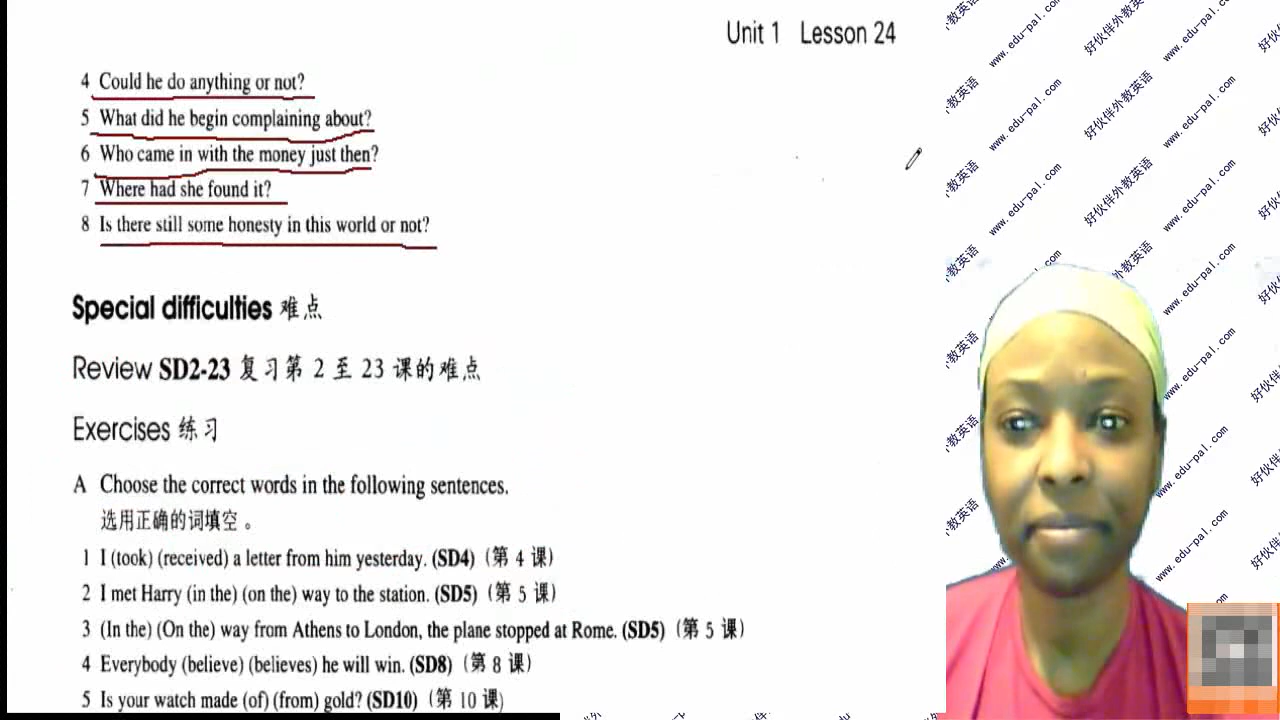 Unit 1 Lesson 24
4 Could he do anything or not?
5 What did he begin complaining about?
6 Who came in with the money just then?
7 Where had she found it?
8 Is there still some honesty in this world or not?
Special difficulties 难点
Review SD2-23 复习第 2 至 23 课的难点
Exercises 练习
A Choose the correct words in the following sentences.
选用正确的词填空。
1 I (took) (received) a letter from him yesterday. (SD4) (第 4 课)
2 I met Harry (in the) (on the) way to the station. (SD5) (第 5 课)
3 (In the) (On the) way from Athens to London, the plane stopped at Rome. (SD5) (第 5 课)
4 Everybody (believe) (believes) he will win. (SD8) (第 8 课)
5 Is your watch made (of) (from) gold? (SD10) (第 10 课)
好伙伴外教英语
www.edu-pal.com